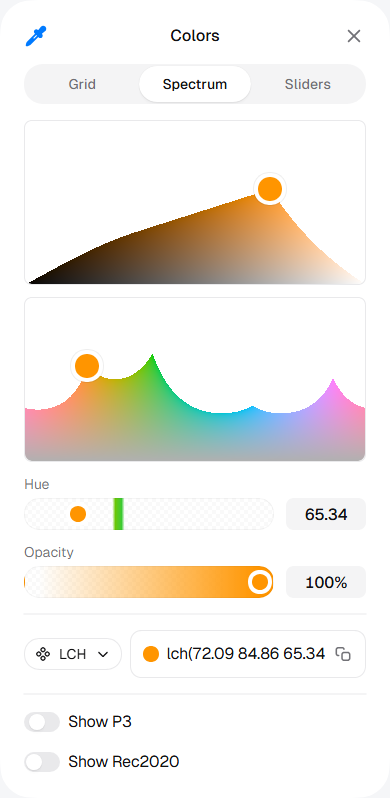 Colors
Grid
Spectrum
Sliders
Hue
65.34
Opacity
100%
LCH
lch(72.09 84.86 65.34
Show P3
Show Rec2020